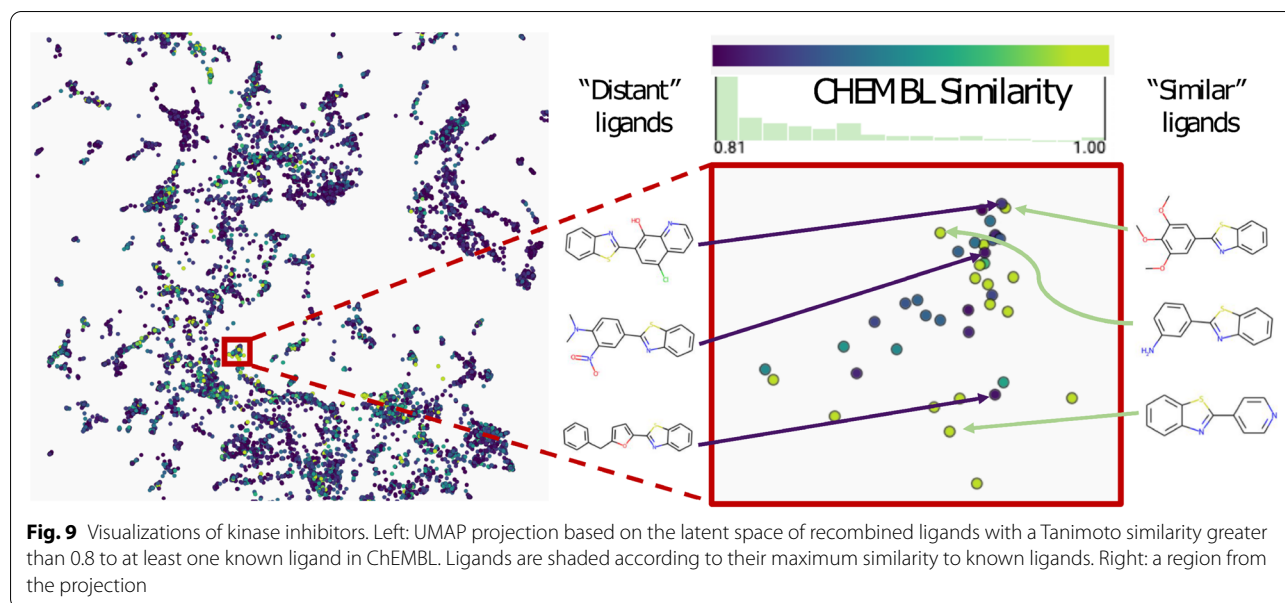 "Distant"
ligands
CHEMBL Similarity
0.81
1.00
"Similar"
ligands
HO
N
N
S
Cl
N
N
O
N
O
S
N
O
S
N
O
O
O
S
N
H₂N
S
N
S
N
N
Fig. 9 Visualizations of kinase inhibitors. Left: UMAP projection based on the latent space of recombined ligands with a Tanimoto similarity greater
than 0.8 to at least one known ligand in ChEMBL. Ligands are shaded according to their maximum similarity to known ligands. Right: a region from
the projection